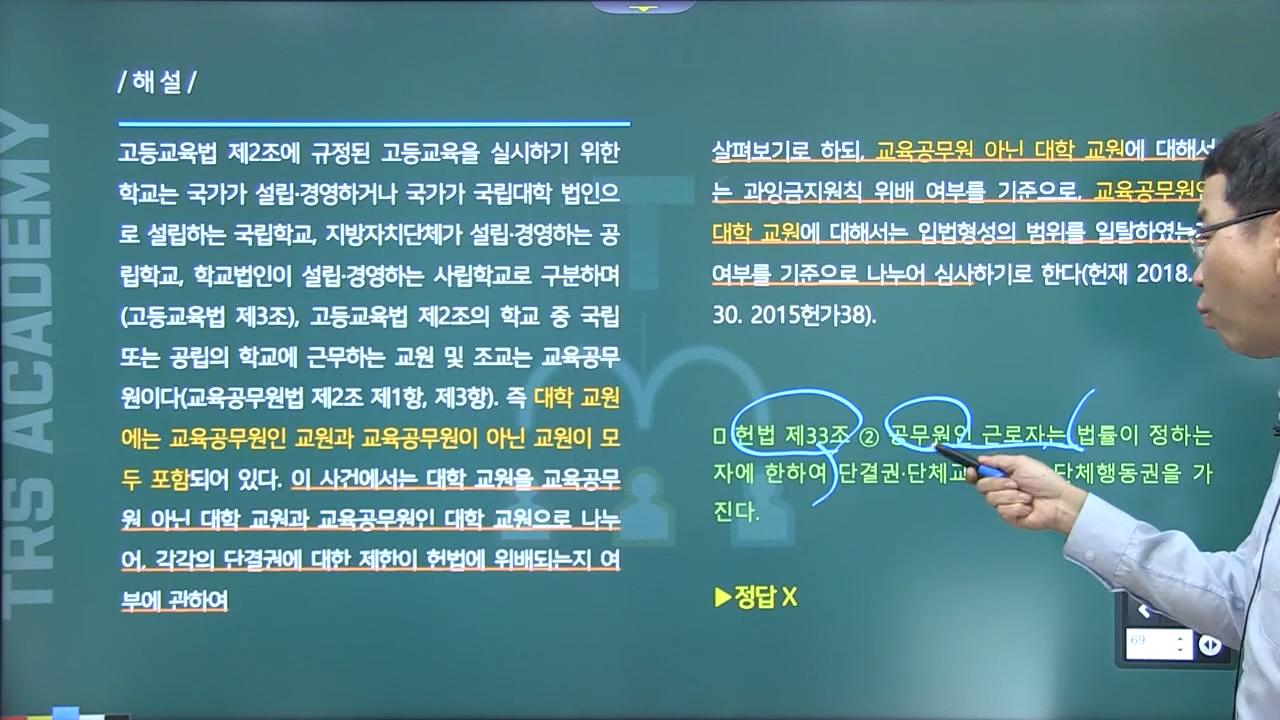 TRS ACADEMY
/해설/
고등교육법 제2조에 규정된 고등교육을 실시하기 위한
학교는 국가가 설립·경영하거나 국가가 국립대학 법인으
로 설립하는 국립학교, 지방자치단체가 설립·경영하는 공
립학교, 학교법인이 설립·경영하는 사립학교로 구분하며
(고등교육법 제3조), 고등교육법 제2조의 학교 중 국립
또는 공립의 학교에 근무하는 교원 및 조교는 교육공무
원이다(교육공무원법 제2조 제1항, 제3항). 즉 대학 교원
에는 교육공무원인 교원과 교육공무원이 아닌 교원이 모
두 포함되어 있다. 이 사건에서는 대학 교원을 교육공무
원 아닌 대학 교원과 교육공무원인 대학 교원으로 나누
어, 각각의 단결권에 대한 제한이 헌법에 위배되는지 여
부에 관하여
살펴보기로 하되, 교육공무원 아닌 대학 교원에 대해서
는 과잉금지원칙 위배 여부를 기준으로, 교육공무원인
대학 교원에 대해서는 입법형성의 범위를 일탈하였는
여부를 기준으로 나누어 심사하기로 한다(헌재 2018.
30. 2015헌가38).
□ 헌법 제33조 ② 공무원인 근로자는 법률이 정하는
자에 한하여 단결권·단체교 단체행동권을 가
진다.
▶정답 X
69